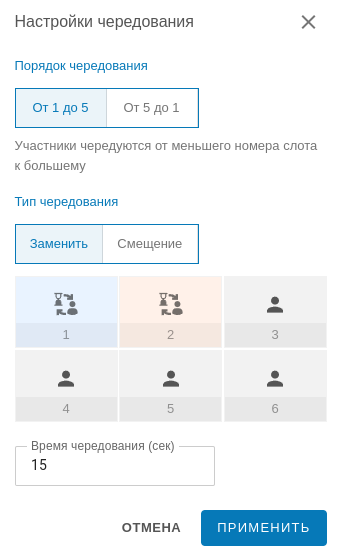 Настройки чередования
Порядок чередования
От 1 до 5 От 5 до 1
Участники чередуются от меньшего номера слота
к большему
Тип чередования
Заменить Смещение
1 2 3
4 5 6
Время чередования (сек)
15
ОТМЕНА ПРИМЕНИТЬ